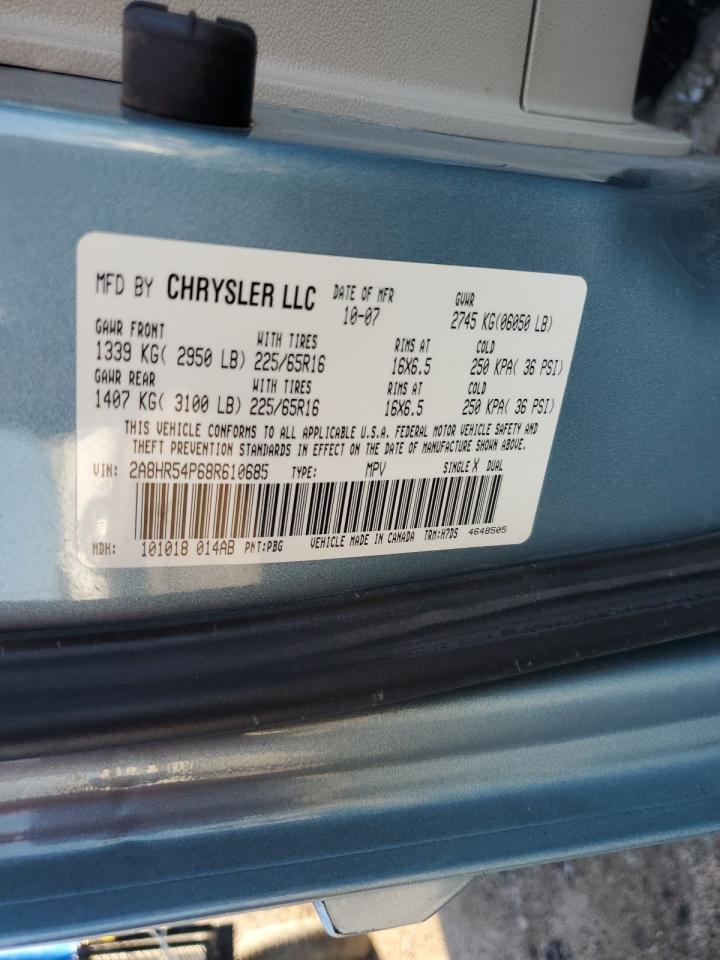 MFD BY CHRYSLER LLC DATE OF MFR GVWR
10-07 2745 KG(06050 LB)
GAWR FRONT WITH TIRES RIMS AT COLD
1339 KG( 2950 LB) 225/65R16 16X6.5 250 KPA( 36 PSI)
GAWR REAR WITH TIRES RIMS AT COLD
1407 KG( 3100 LB) 225/65R16 16X6.5 250 KPA( 36 PSI)
THIS VEHICLE CONFORMS TO ALL APPLICABLE U.S.A. FEDERAL MOTOR VEHICLE SAFETY AND
THEFT PREVENTION STANDARDS IN EFFECT ON THE DATE OF MANUFACTURE SHOWN ABOVE.
VIN: 2A8HR54P68R610685 TYPE: MPV SINGLE X DUAL
MDH: 101018 014AB PNT:PBG VEHICLE MADE IN CANADA TRM:H7DS 4648505